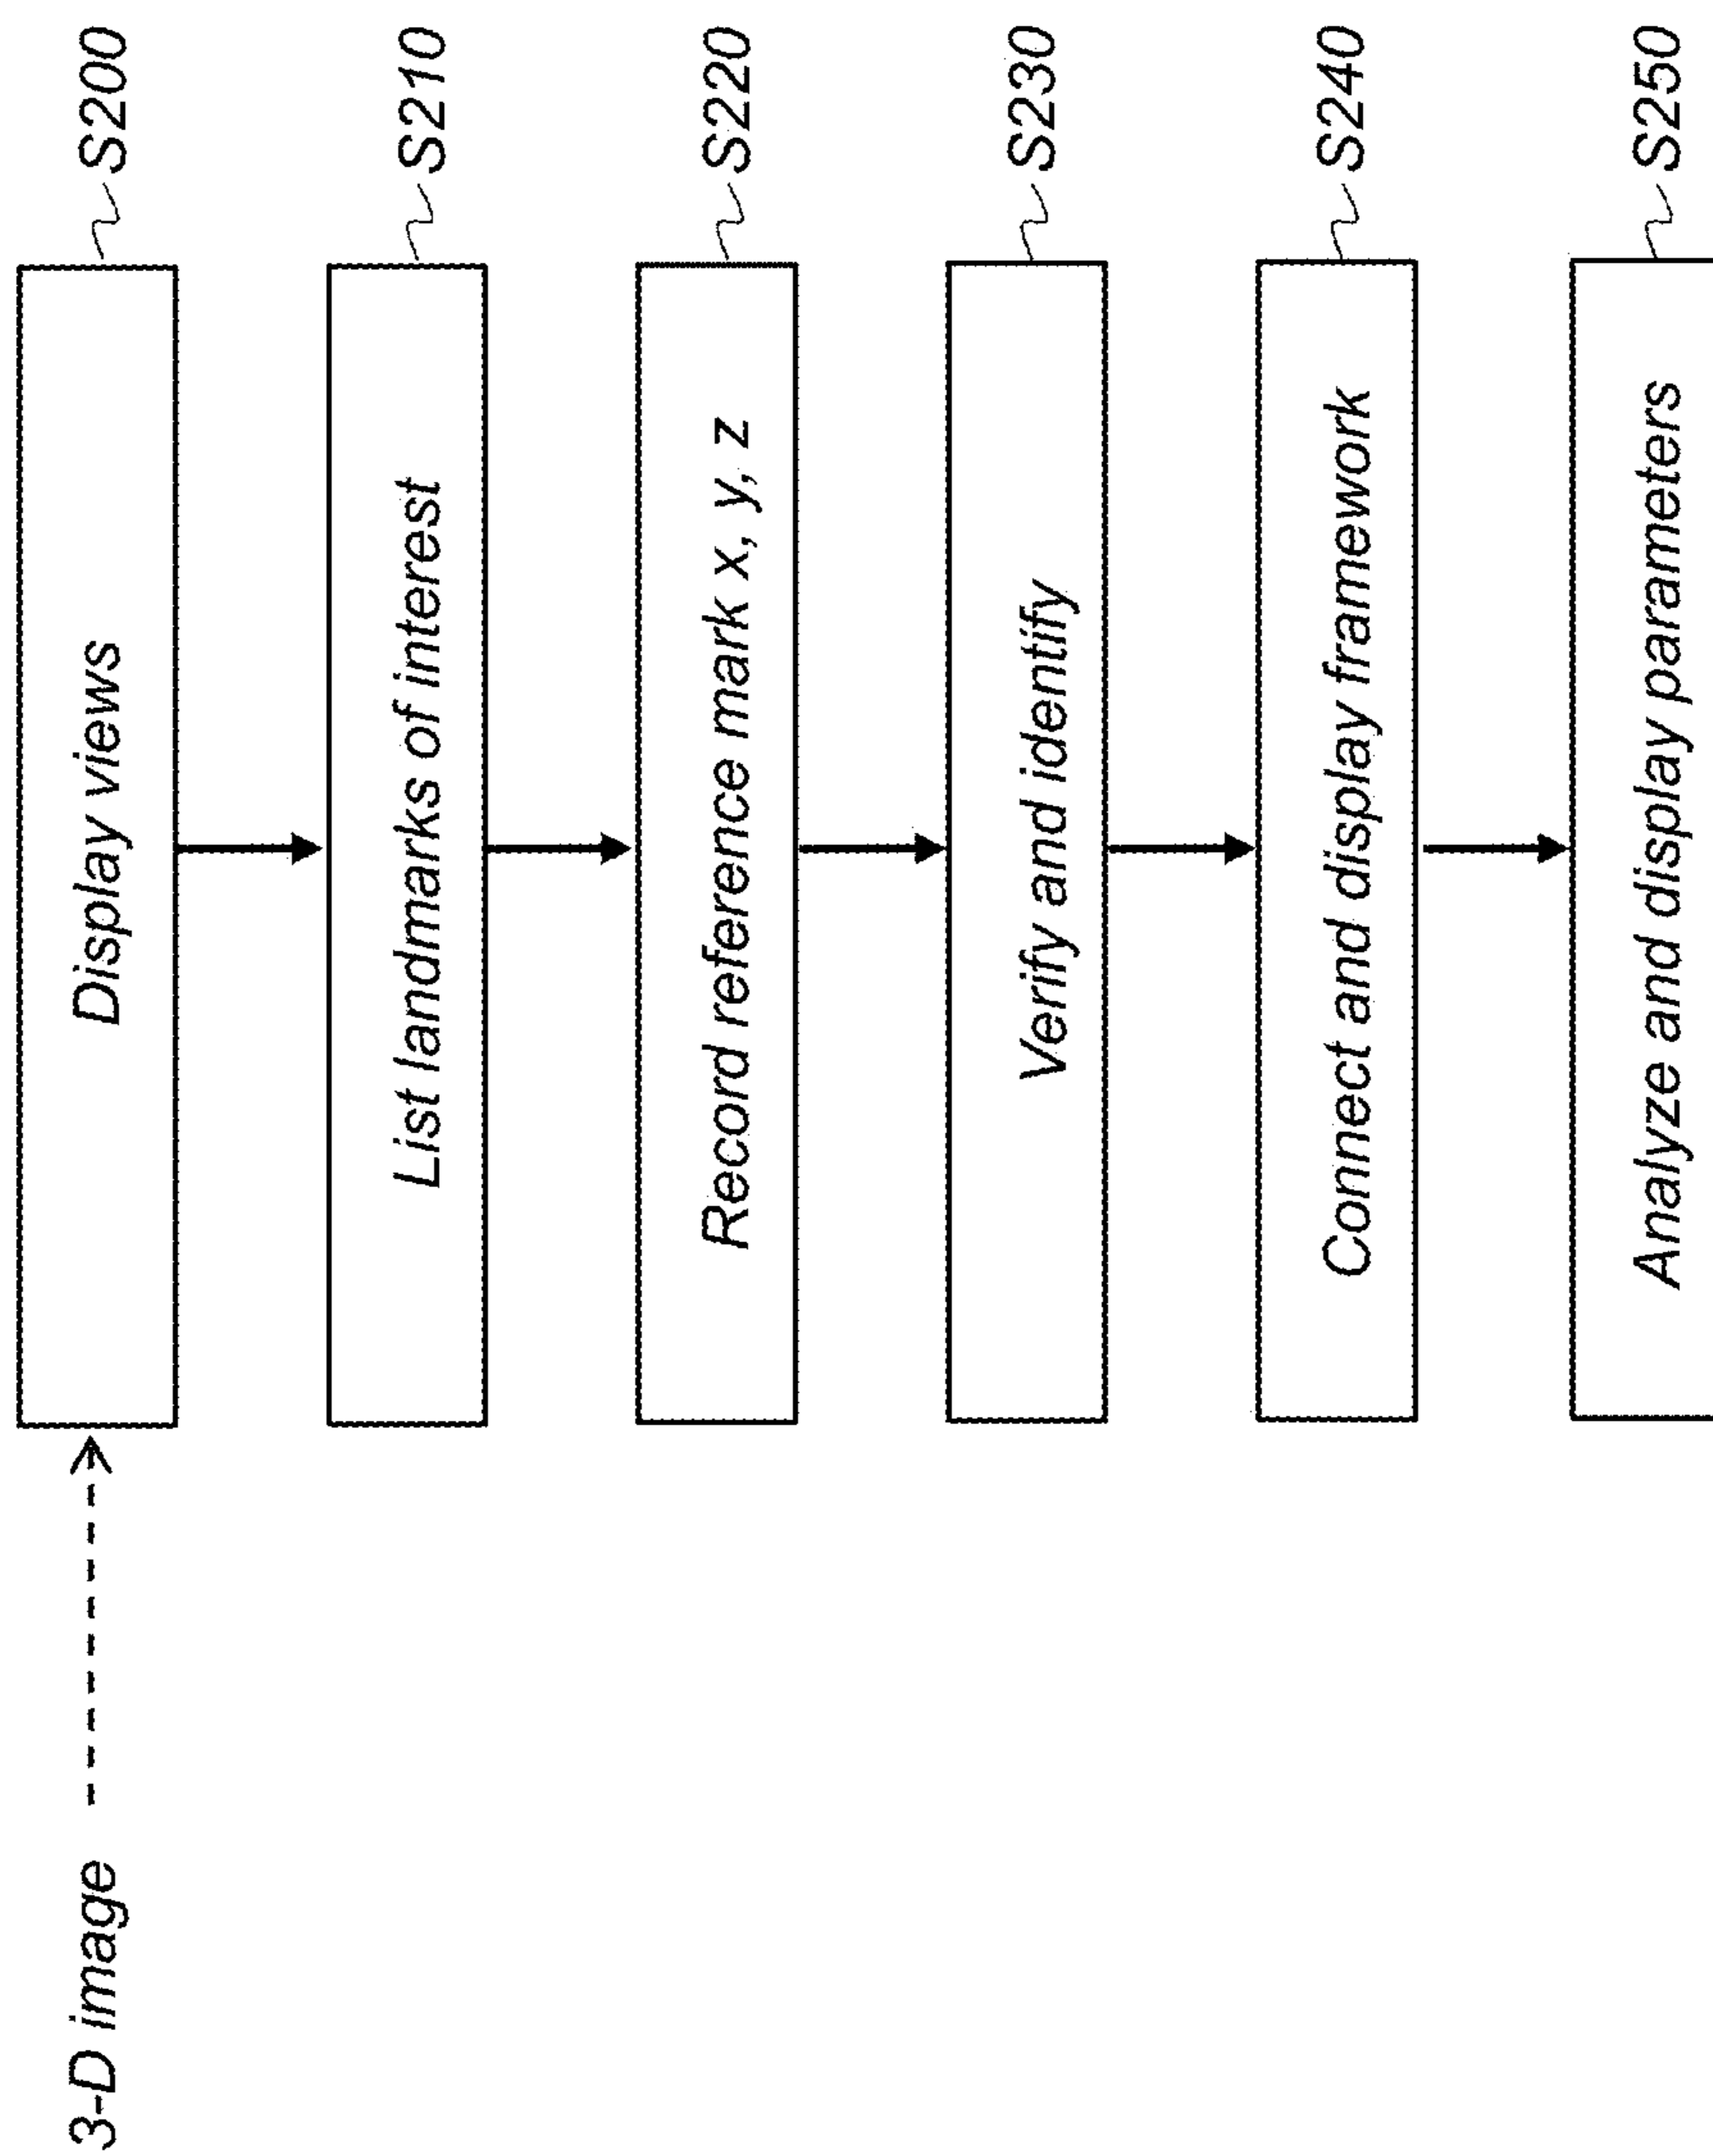 3-D image
Display views
S200
List landmarks of interest
S210
Record reference mark x, y, z
S220
Verify and identify
S230
Connect and display framework
S240
Analyze and display parameters
S250